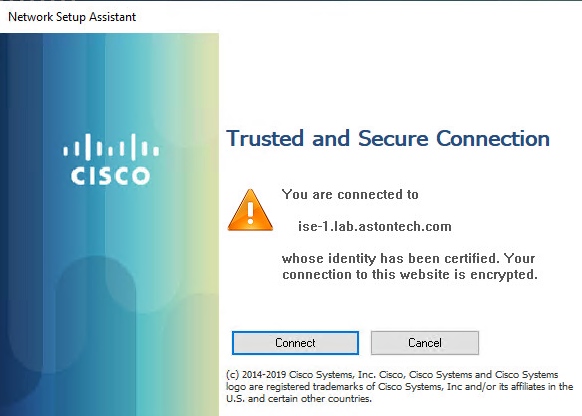 Network Setup Assistant
CISCO
Trusted and Secure Connection
You are connected to
ise-1.lab.astontech.com
whose identity has been certified. Your
connection to this website is encrypted.
Connect
Cancel
(c) 2014-2019 Cisco Systems, Inc. Cisco, Cisco Systems and Cisco Systems
logo are registered trademarks of Cisco Systems, Inc and/or its affiliates in the
U.S. and certain other countries.